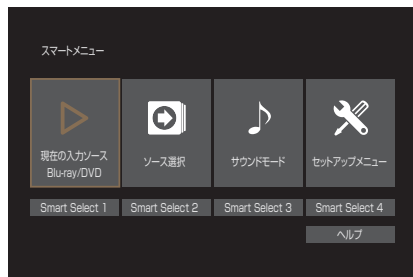 スマートメニュー
現在の入力ソース
Blu-ray/DVD
ソース選択
サウンドモード
セットアップメニュー
Smart Select 1
Smart Select 2
Smart Select 3
Smart Select 4
ヘルプ